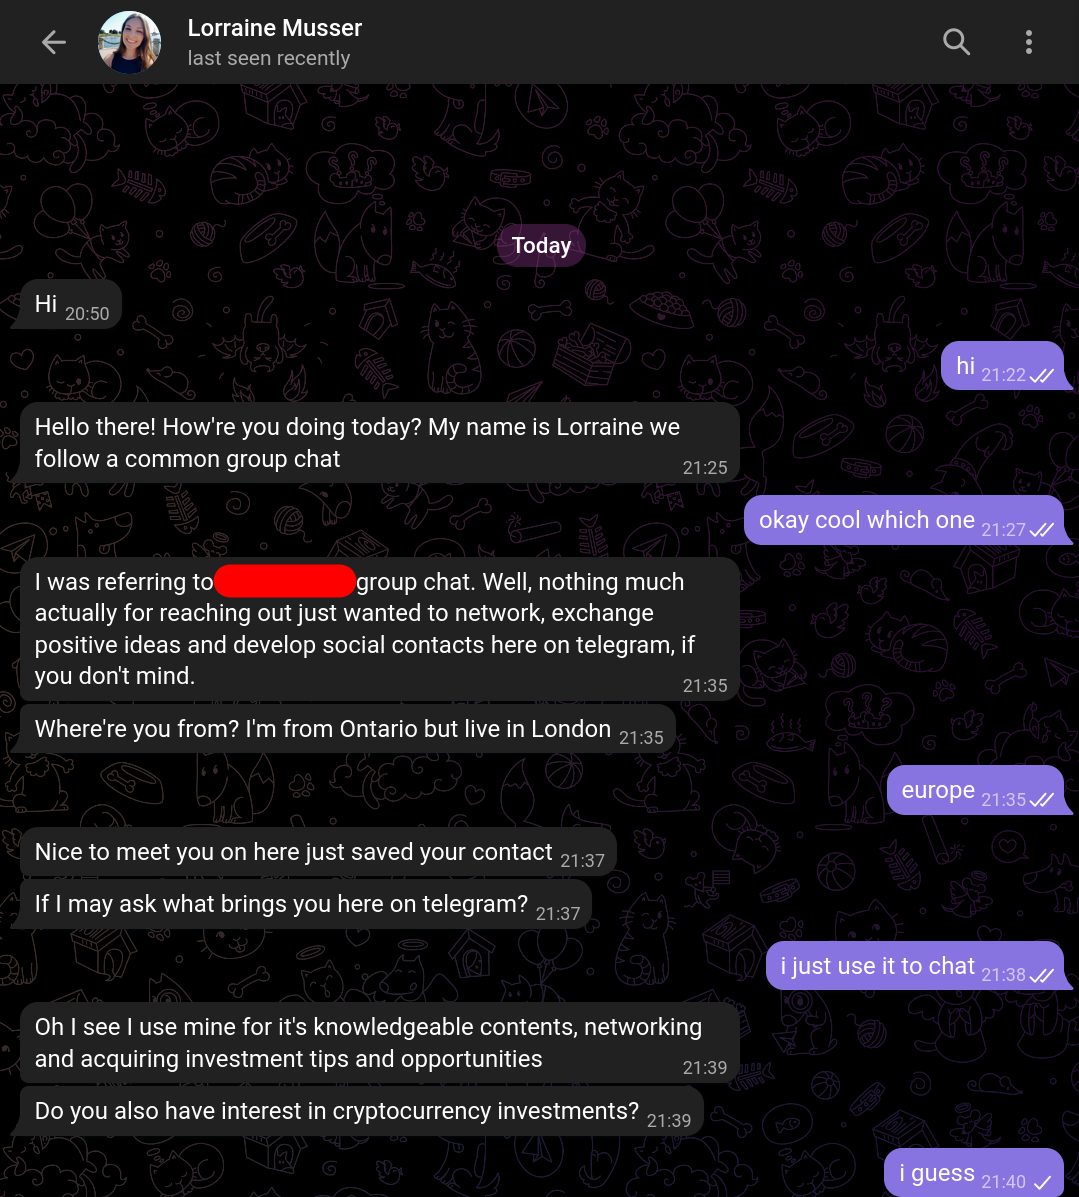 Lorraine Musser
last seen recently
Today
Hi 20:50
hi 21:22
Hello there! How're you doing today? My name is Lorraine we
follow a common group chat
21:25
okay cool which one 21:27
I was referring to group chat. Well, nothing much
actually for reaching out just wanted to network, exchange
positive ideas and develop social contacts here on telegram, if
you don't mind.
21:35
Where're you from? I'm from Ontario but live in London 21:35
europe 21:35
Nice to meet you on here just saved your contact 21:37
If I may ask what brings you here on telegram? 21:37
i just use it to chat 21:38
Oh I see I use mine for it's knowledgeable contents, networking
and acquiring investment tips and opportunities
21:39
Do you also have interest in cryptocurrency investments? 21:39
i guess 21:40